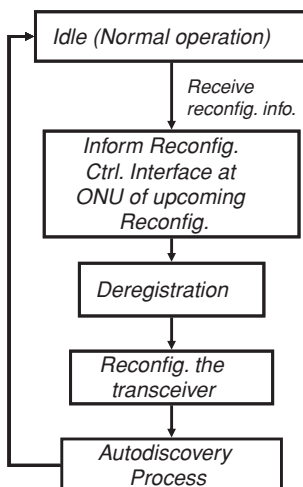 Idle (Normal operation)
Receive
reconfig. info.
Inform Reconfig.
Ctrl. Interface at
ONU of upcoming
Reconfig.
Deregistration
Reconfig. the
transceiver
Autodiscovery
Process